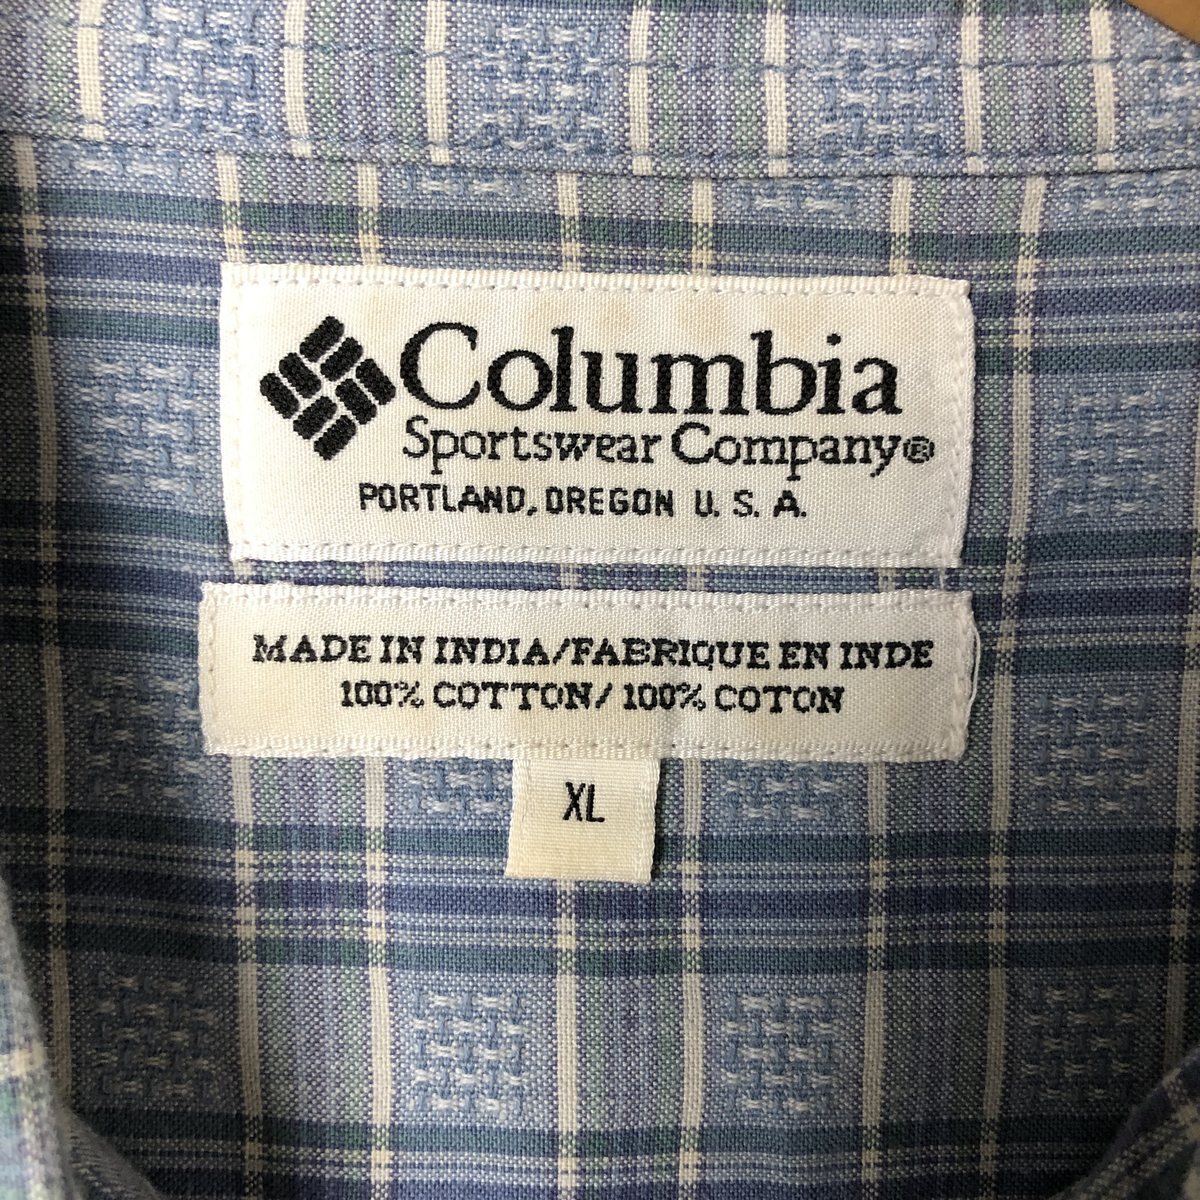 Columbia
Sportswear Company®
PORTLAND, OREGON U. S. A.
MADE IN INDIA/FABRIQUE EN INDE
100% COTTON/ 100% COTON
XL